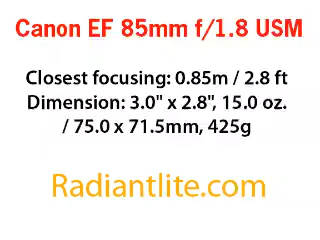 Canon EF 85mm f/1.8 USM
Closest focusing: 0.85m / 2.8 ft
Dimension: 3.0" x 2.8", 15.0 oz.
/ 75.0 x 71.5mm, 425g
Radiantlite.com